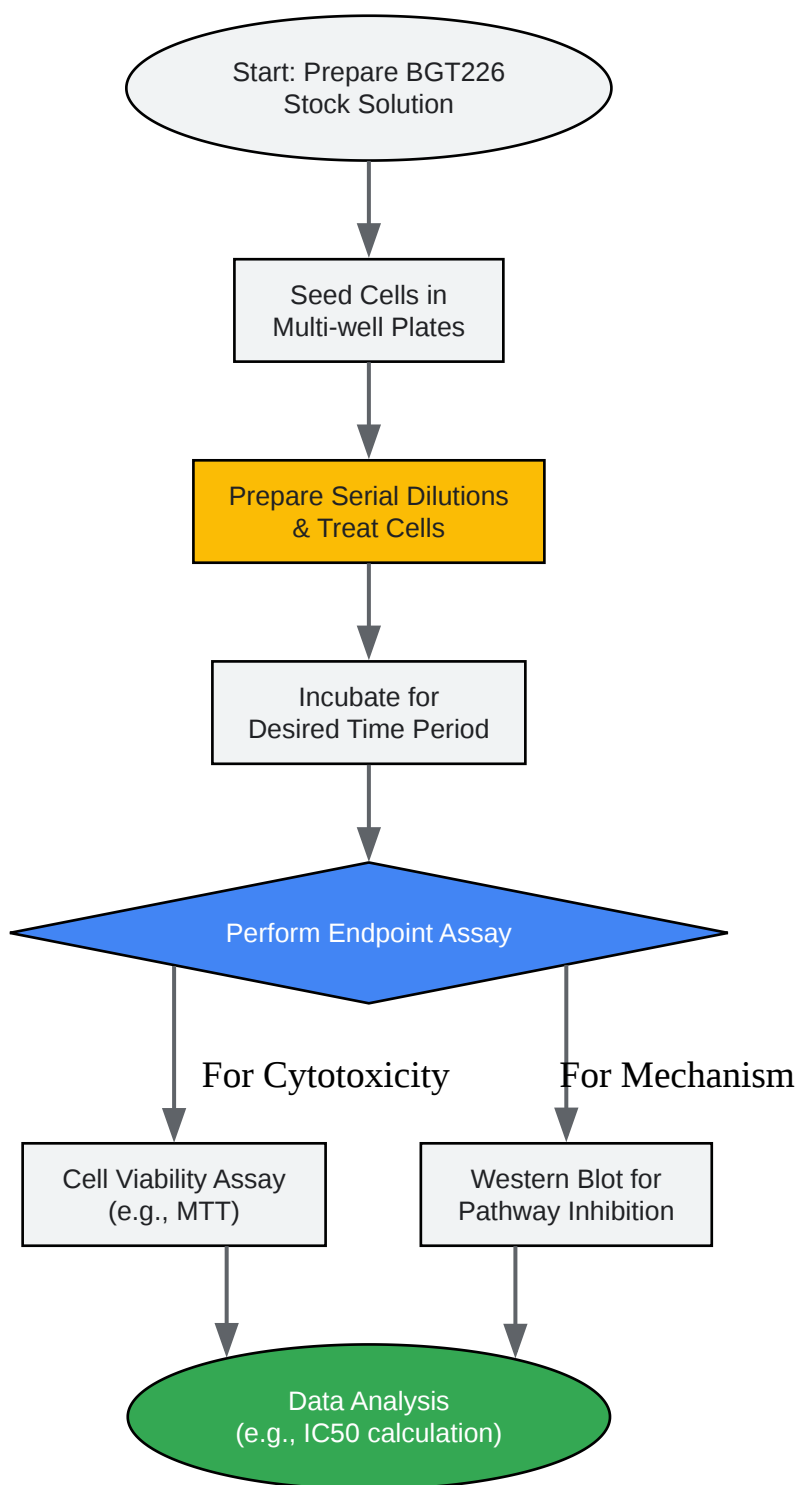 Start: Prepare BGT226
Stock Solution
Seed Cells in
Multi-well Plates
Prepare Serial Dilutions
& Treat Cells
Incubate for
Desired Time Period
Perform Endpoint Assay
For Cytotoxicity
For Mechanism
Cell Viability Assay
(e.g., MTT)
Western Blot for
Pathway Inhibition
Data Analysis
(e.g., IC50 calculation)